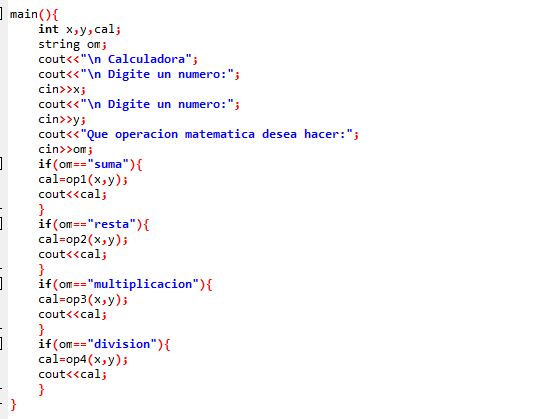 main(){
int x,y,cal;
string om;
cout<<"\n Calculadora";
cout<<"\n Digite un numero:";
cin>>x;
cout<<"\n Digite un numero:";
cin>>y;
cout<<"Que operacion matematica desea hacer:";
cin>>om;
if(om=="suma"){
cal=op1(x,y);
cout<<cal;
}
if(om=="resta"){
cal=op2(x,y);
cout<<cal;
}
if(om=="multiplicacion"){
cal=op3(x,y);
cout<<cal;
}
if(om=="division"){
cal=op4(x,y);
cout<<cal;
}
}